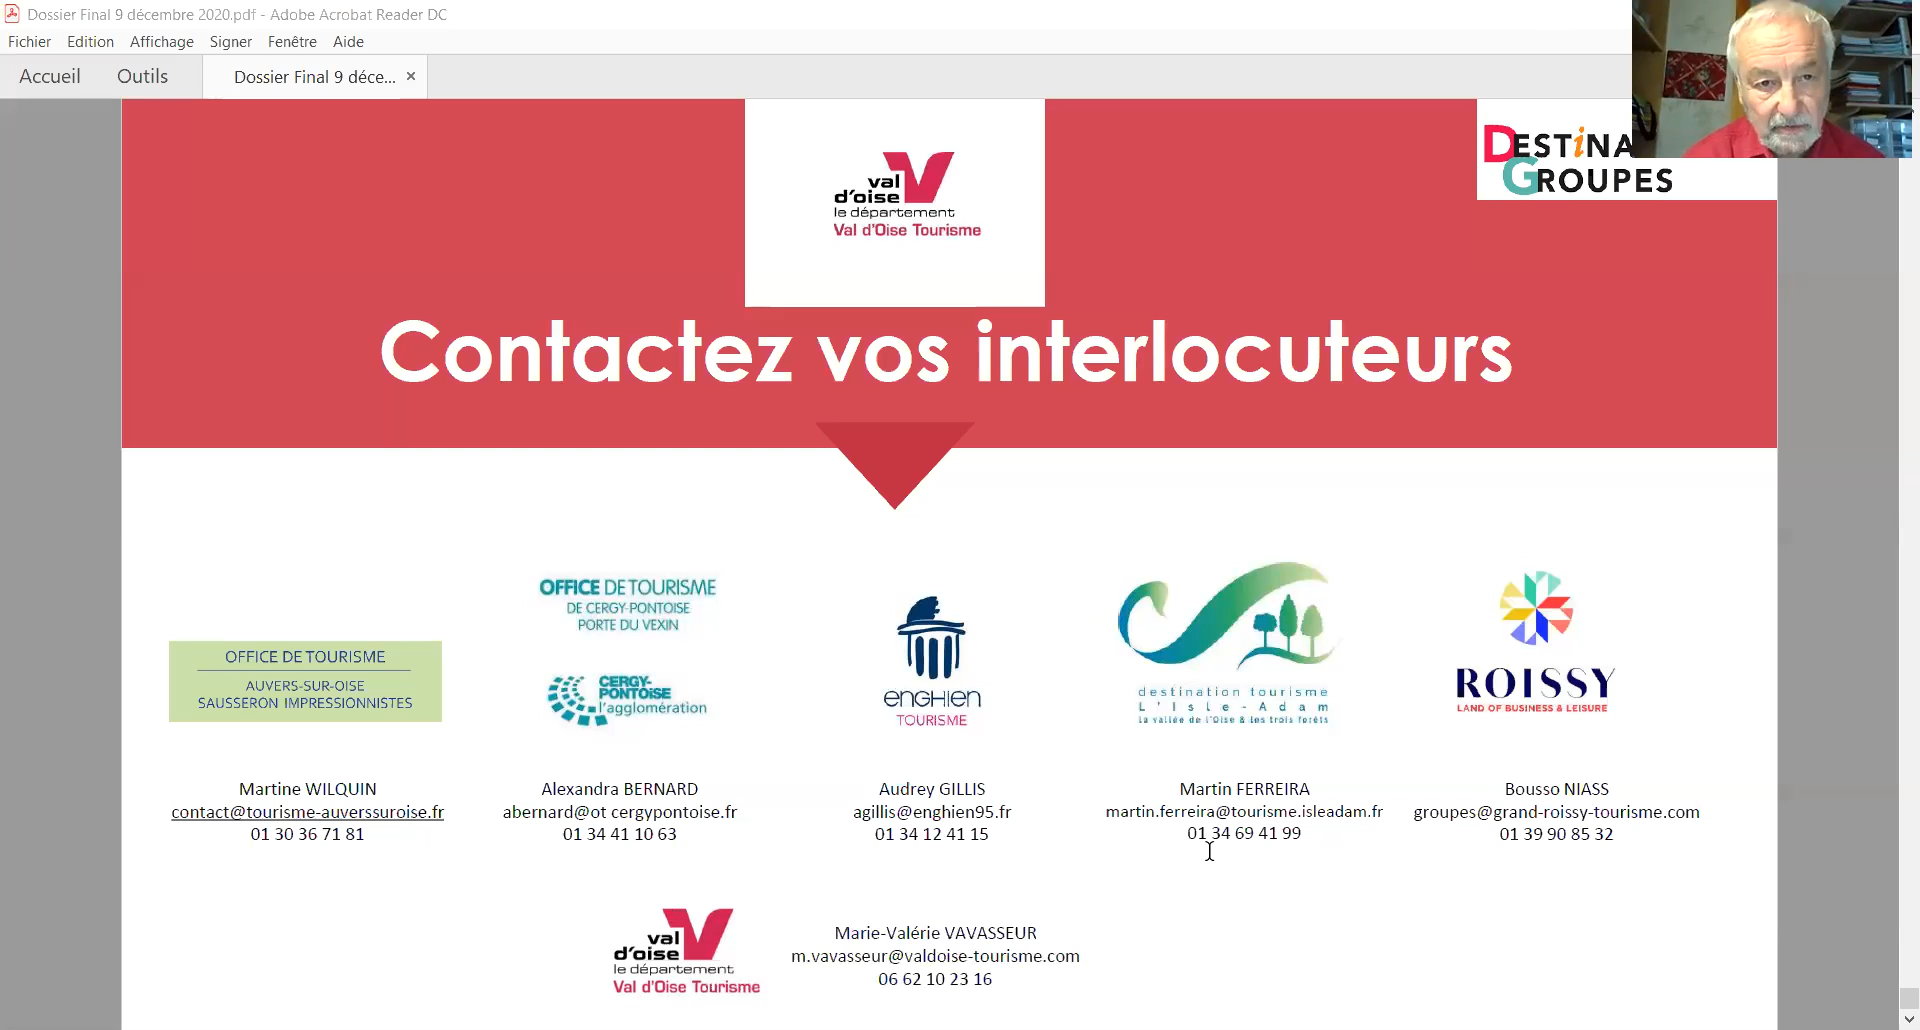 Dossier Final 9 décembre 2020.pdf - Adobe Acrobat Reader DC
Fichier Edition Affichage Signer Fenêtre Aide
Accueil Outils Dossier Final 9 déce... ×
val
d'oise
le département
Val d'Oise Tourisme
DESTINA
GROUPES
Contactez vos interlocuteurs
OFFICE DE TOURISME
AUVERS-SUR-OISE
SAUSSERON IMPRESSIONNISTES
Martine WILQUIN
contact@tourisme-auverssuroise.fr
01 30 36 71 81
OFFICE DE TOURISME
DE CERGY-PONTOISE
PORTE DU VEXIN
CERGY-
PONTOISE
l'agglomération
Alexandra BERNARD
abernard@ot cergypontoise.fr
01 34 41 10 63
enGHien
TOURISME
Audrey GILLIS
agillis@enghien95.fr
01 34 12 41 15
destination tourisme
L'Isle-Adam
la vallée de l'Oise & les trois forêts
Martin FERREIRA
martin.ferreira@tourisme.isleadam.fr
01 34 69 41 99
ROISSY
LAND OF BUSINESS & LEISURE
Bousso NIASS
groupes@grand-roissy-tourisme.com
01 39 90 85 32
val
d'oise
le département
Val d'Oise Tourisme
Marie-Valérie VAVASSEUR
m.vavasseur@valdoise-tourisme.com
06 62 10 23 16